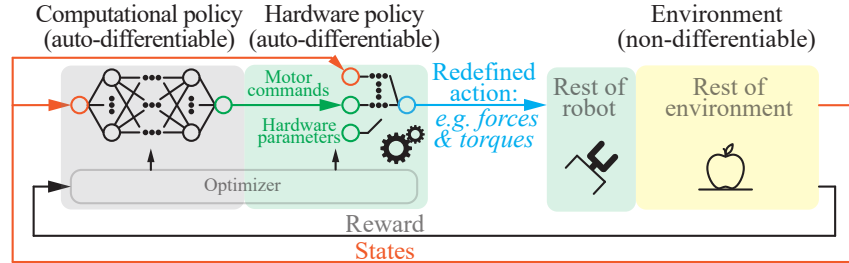 Computational policy
(auto-differentiable)
Hardware policy
(auto-differentiable)
Environment
(non-differentiable)
Motor
commands
Hardware
parameters
Redefined
action:
e.g. forces
& torques
Rest of
robot
Rest of
environment
Optimizer
Reward
States